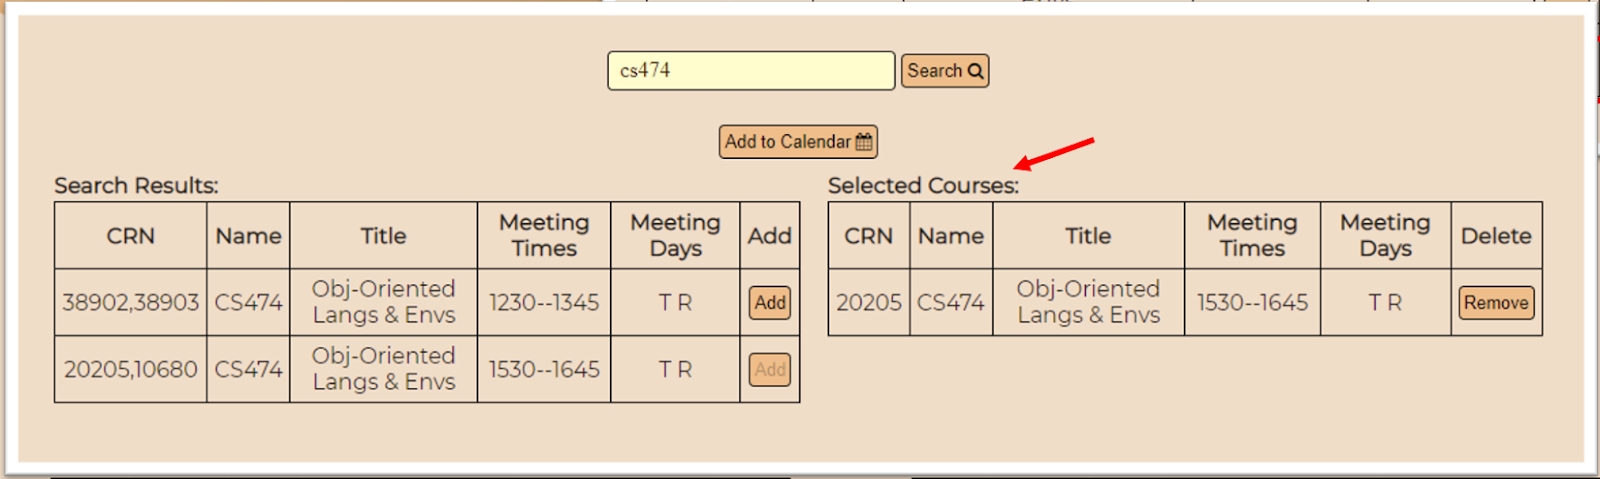 cs474
Search
Add to Calendar
Search Results:
CRN Name Title Meeting Times Meeting Days Add
38902,38903 CS474 Obj-Oriented Langs & Envs 1230--1345 T R Add
20205,10680 CS474 Obj-Oriented Langs & Envs 1530--1645 T R Add
Selected Courses:
CRN Name Title Meeting Times Meeting Days Delete
20205 CS474 Obj-Oriented Langs & Envs 1530--1645 T R Remove